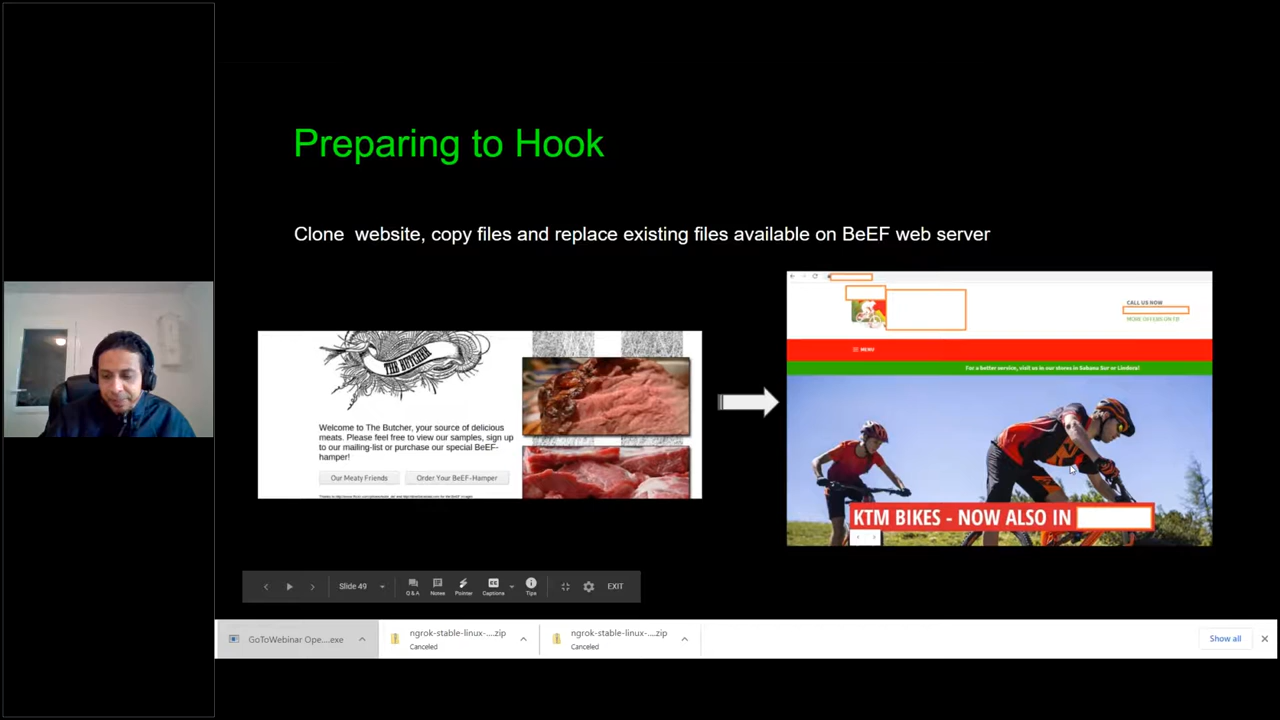 Preparing to Hook
Clone website, copy files and replace existing files available on BeEF web server
THE BUTCHER
Welcome to The Butcher, your source of delicious
meats. Please feel free to view our samples, sign up
to our mailing-list or purchase our special BeEF-
hamper!
Our Meaty Friends
Order Your BeEF-Hamper
CALL US NOW
MORE OFFERS ON FB
MENU
For a better service, visit us in our stores in Sabana Sur or Lindora!
KTM BIKES - NOW ALSO IN
Slide 49
Q&A
Notes
Pointer
Captions
Tips
EXIT
GoToWebinar Ope....exe
ngrok-stable-linux-....zip
Canceled
ngrok-stable-linux-....zip
Canceled
Show all